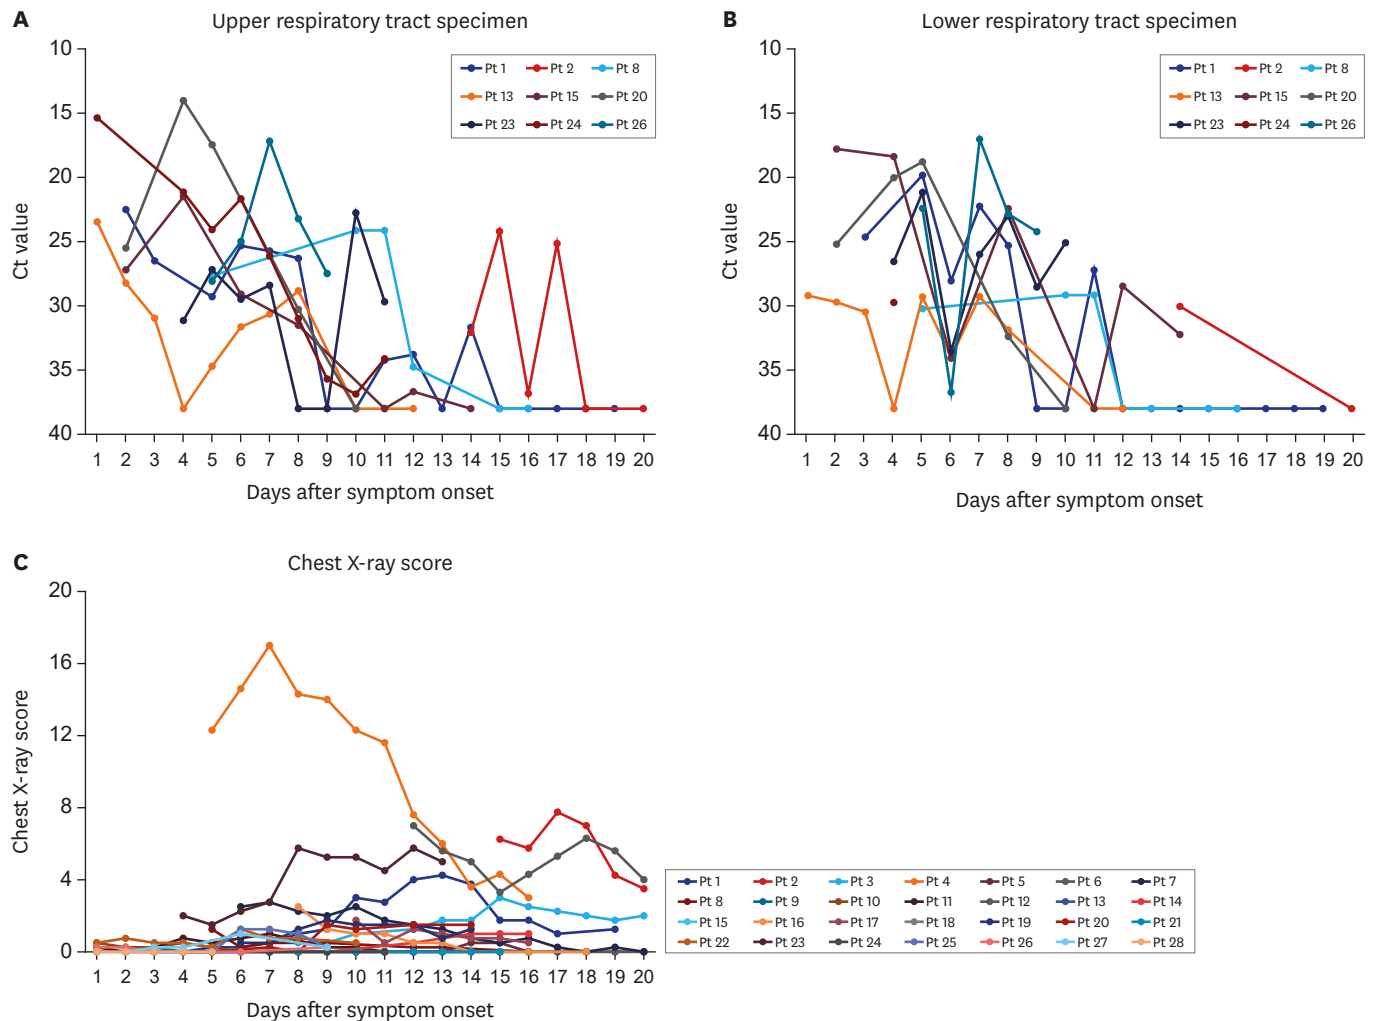 A Upper respiratory tract specimen
10
15
20
25
30
35
40
Ct value
Pt 1 Pt 2 Pt 8
Pt 13 Pt 15 Pt 20
Pt 23 Pt 24 Pt 26
1 2 3 4 5 6 7 8 9 10 11 12 13 14 15 16 17 18 19 20
Days after symptom onset
B Lower respiratory tract specimen
10
15
20
25
30
35
40
Ct value
Pt 1 Pt 2 Pt 8
Pt 13 Pt 15 Pt 20
Pt 23 Pt 24 Pt 26
1 2 3 4 5 6 7 8 9 10 11 12 13 14 15 16 17 18 19 20
Days after symptom onset
C Chest X-ray score
20
16
12
8
4
0
Chest X-ray score
1 2 3 4 5 6 7 8 9 10 11 12 13 14 15 16 17 18 19 20
Days after symptom onset
Pt 1 Pt 2 Pt 3 Pt 4 Pt 5 Pt 6 Pt 7
Pt 8 Pt 9 Pt 10 Pt 11 Pt 12 Pt 13 Pt 14
Pt 15 Pt 16 Pt 17 Pt 18 Pt 19 Pt 20 Pt 21
Pt 22 Pt 23 Pt 24 Pt 25 Pt 26 Pt 27 Pt 28